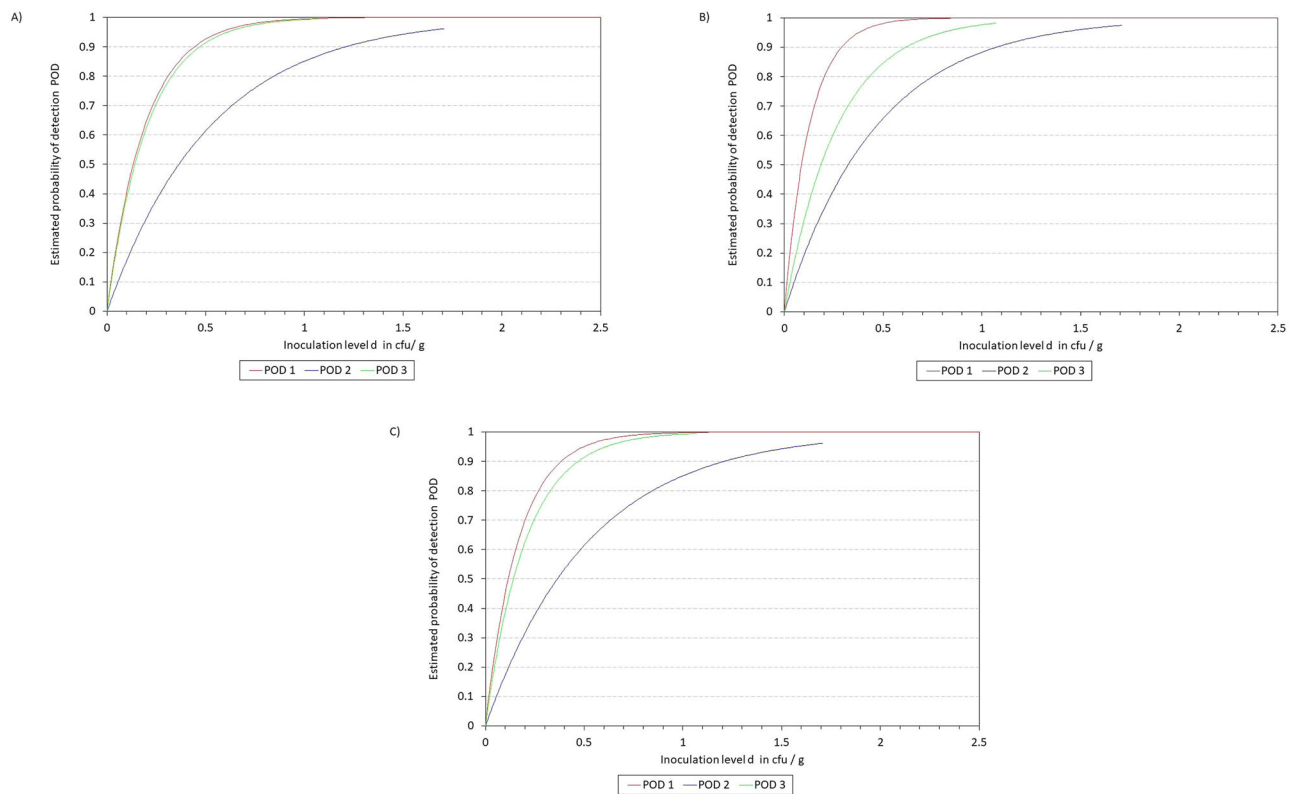 A)
Estimated probability of detection POD
1
0.9
0.8
0.7
0.6
0.5
0.4
0.3
0.2
0.1
0
0 0.5 1 1.5 2 2.5
Inoculation level d in cfu/ g
POD 1 POD 2 POD 3
B)
Estimated probability of detection POD
1
0.9
0.8
0.7
0.6
0.5
0.4
0.3
0.2
0.1
0
0 0.5 1 1.5 2 2.5
Inoculation level d in cfu/ g
POD 1 POD 2 POD 3
C)
Estimated probability of detection POD
1
0.9
0.8
0.7
0.6
0.5
0.4
0.3
0.2
0.1
0
0 0.5 1 1.5 2 2.5
Inoculation level d in cfu / g
POD 1 POD 2 POD 3